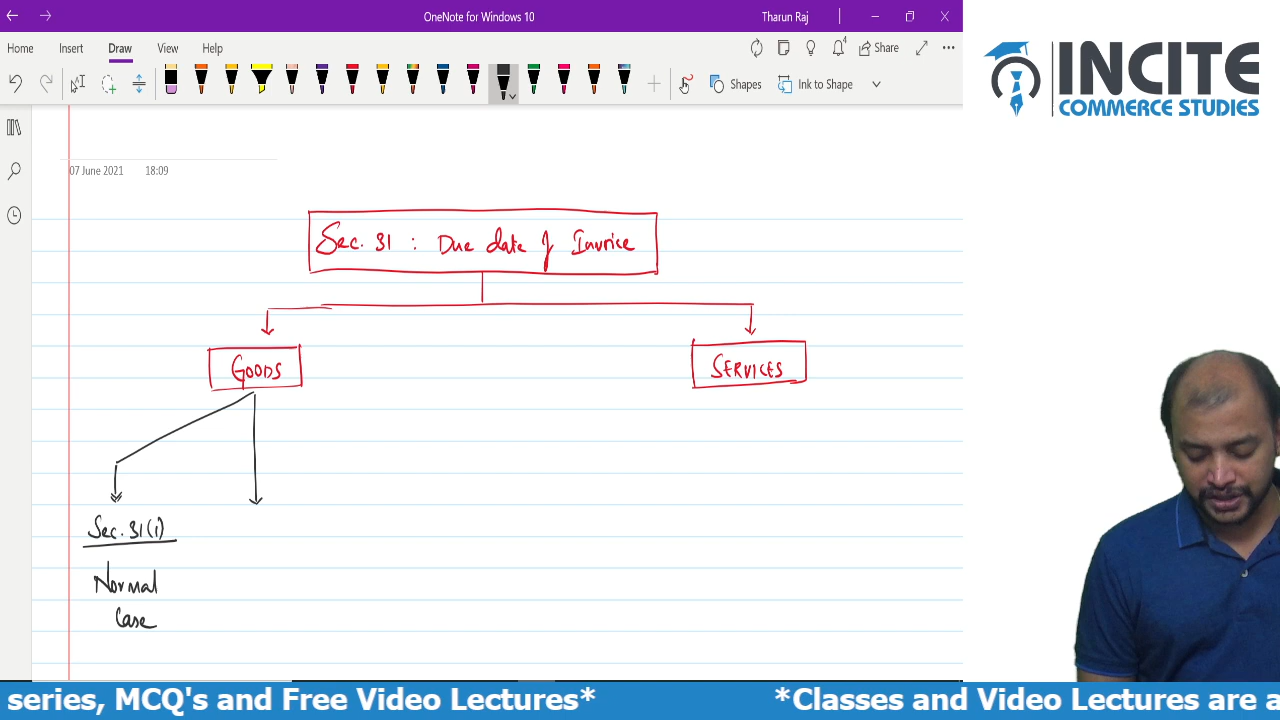 OneNote for Windows 10
Tharun Raj
Home Insert Draw View Help
4
Share
Shapes
Ink to Shape
INCITE
COMMERCE STUDIES
07 June 2021 18:09
Sec. 31 : Due date of Invoice
GOODS
SERVICES
Sec. 31(1)
Normal
Case
series, MCQ's and Free Video Lectures* *Classes and Video Lectures are a